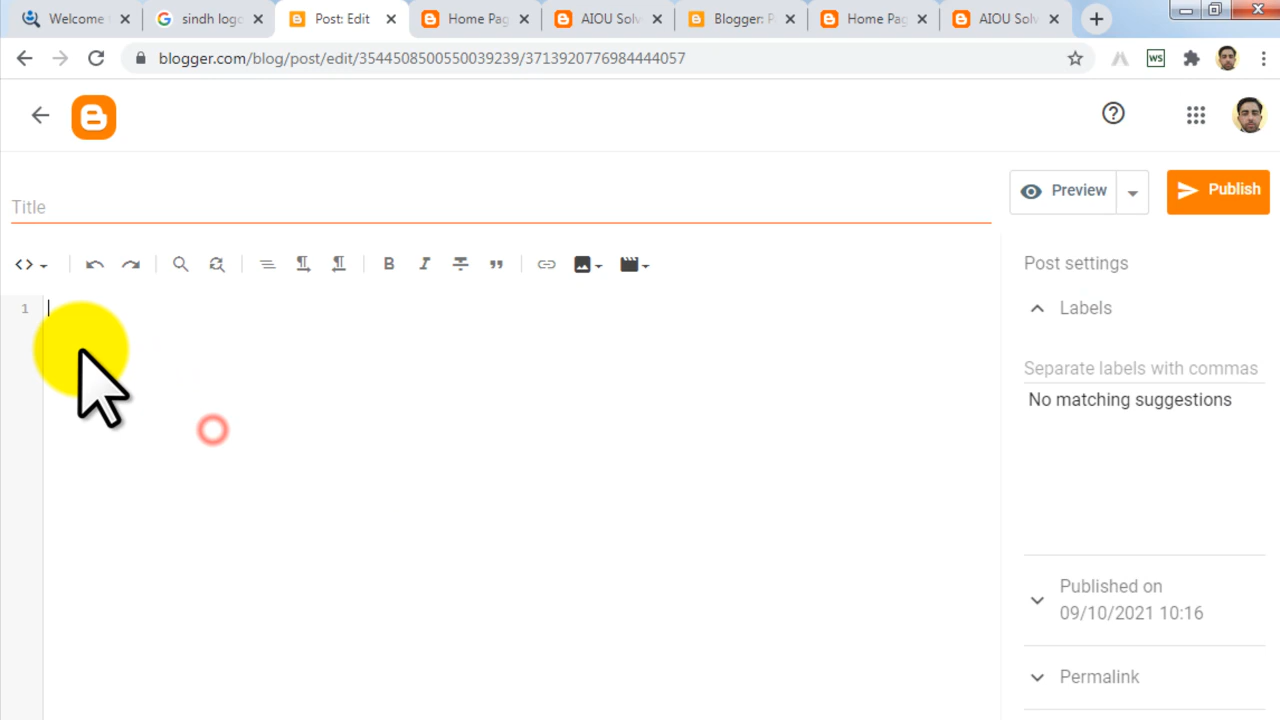 Welcome
sindh logo
Post: Edit
Home Pag
AIOU Solv
Blogger: P
Home Pag
AIOU Solv
blogger.com/blog/post/edit/3544508500550039239/3713920776984444057
WS
Title
Preview
Publish
B I
Post settings
1
Labels
Separate labels with commas
No matching suggestions
Published on
09/10/2021 10:16
Permalink